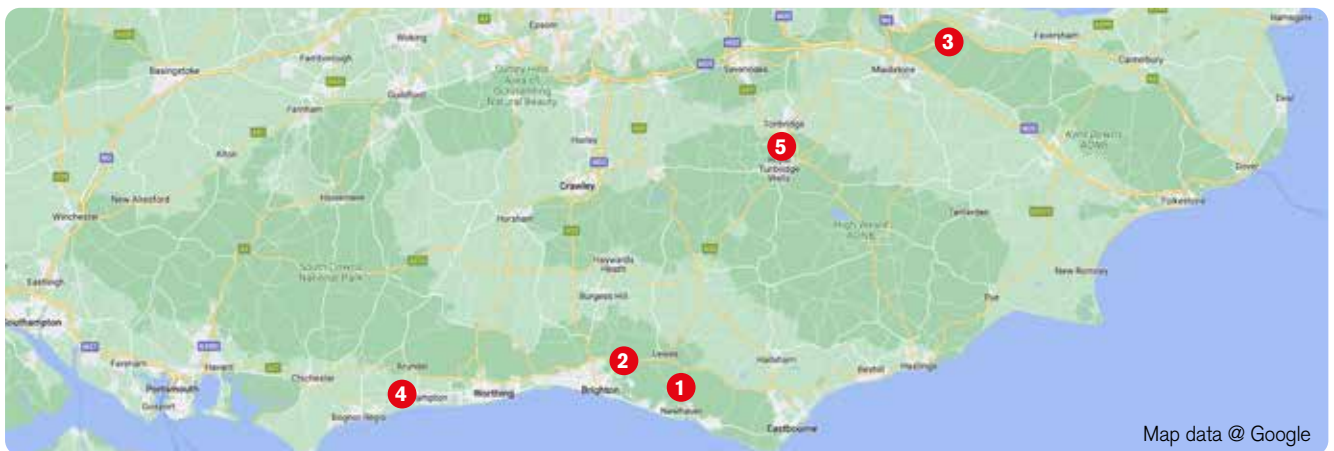 Ramsgate
Epsom
Woking
Faversham
Farnborough
3
Canterbury
Basingstoke
Sevenoaks
Maidstone
Surrey Hills
Area of
Outstanding
Natural Beauty
Guildford
Deal
Farnham
Tonbridge
Horley
Kent Downs
AONB
5
Alton
Royal
Tunbridge
Wells
Dover
Crawley
New Alresford
Haslemere
Folkestone
Winchester
Horsham
Tenterden
High Weald
AONB
Haywards
Heath
South Downs
National Park
New Romney
Eastleigh
Burgess Hill
Rye
Southampton
2
Lewes
Hailsham
Fareham
Havant
Arundel
Bexhill
Hastings
Chichester
1
Portsmouth
4
ampton
Worthing
Brighton
Gosport
Bognor Regis
Newhaven
Eastbourne
Map data @ Google